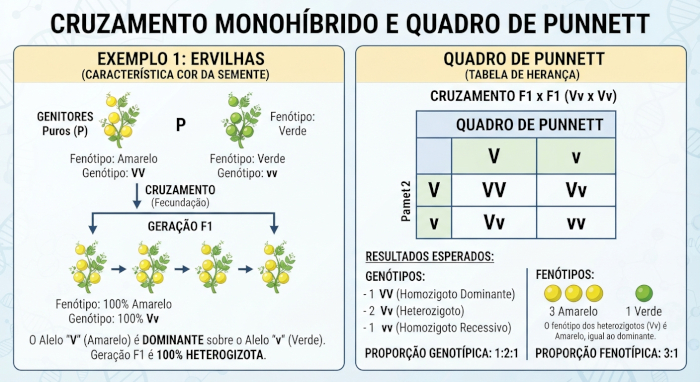 CRUZAMENTO MONOHÍBRIDO E QUADRO DE PUNNETT
EXEMPLO 1: ERVILHAS
(CARACTERÍSTICA COR DA SEMENTE)
GENITORES
Puros (P)
P
Fenótipo:
Verde
Fenótipo: Amarelo
Genótipo: VV
Fenótipo: Verde
Genótipo: vv
CRUZAMENTO
(Fecundação)
GERAÇÃO F1
Fenótipo: 100% Amarelo
Genótipo: 100% Vv
O Alelo "V" (Amarelo) é DOMINANTE sobre o Alelo "v" (Verde).
Geração F1 é 100% HETEROGIZOTA.
QUADRO DE PUNNETT
(TABELA DE HERANÇA)
CRUZAMENTO F1 x F1 (Vv x Vv)
QUADRO DE PUNNETT
V v
Pamet 2
V VV Vv
v Vv vv
RESULTADOS ESPERADOS:
GENÓTIPOS:
- 1 VV (Homozigoto Dominante)
- 2 Vv (Heterozigoto)
- 1 vv (Homozigoto Recessivo)
PROPORÇÃO GENOTÍPICA: 1:2:1
FENÓTIPOS:
3 Amarelo 1 Verde
O fenótipo dos heterozigotos (Vv) é
Amarelo, igual ao dominante.
PROPORÇÃO FENOTÍPICA: 3:1